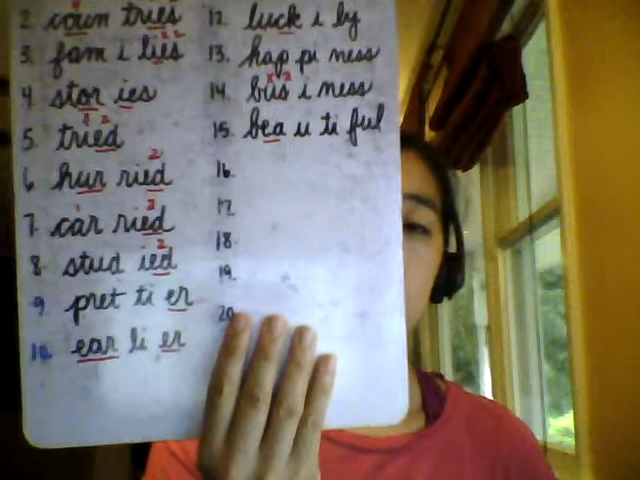 2. coun tries
3. fam i lies
4. stor ies
5. tried
6. hur ried
7. car ried
8. stud ied
9. pret ti er
10. ear li er
12. luck i ly
13. hap pi ness
14. bus i ness
15. bea u ti ful
16.
17.
18.
19.
20.